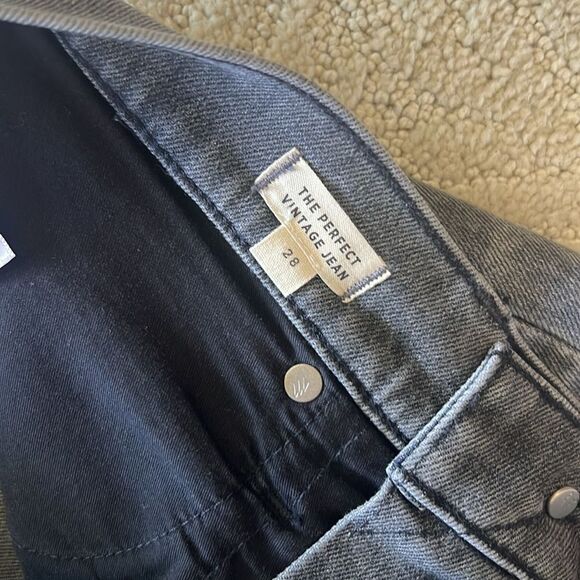 THE PERFECT
VINTAGE JEAN
28